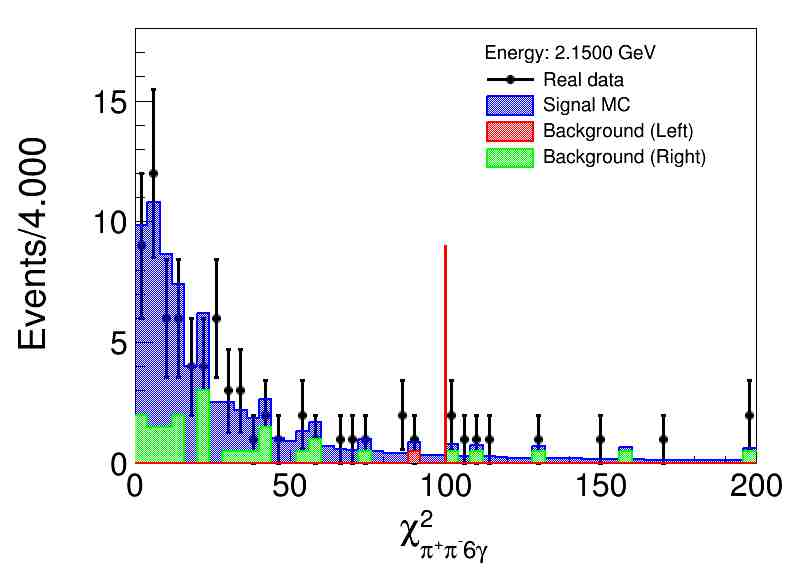 Energy: 2.1500 GeV
Real data
Signal MC
Background (Left)
Background (Right)
Events/4.000
15
10
5
0
0 50 100 150 200
χ²π⁺π⁻6γ